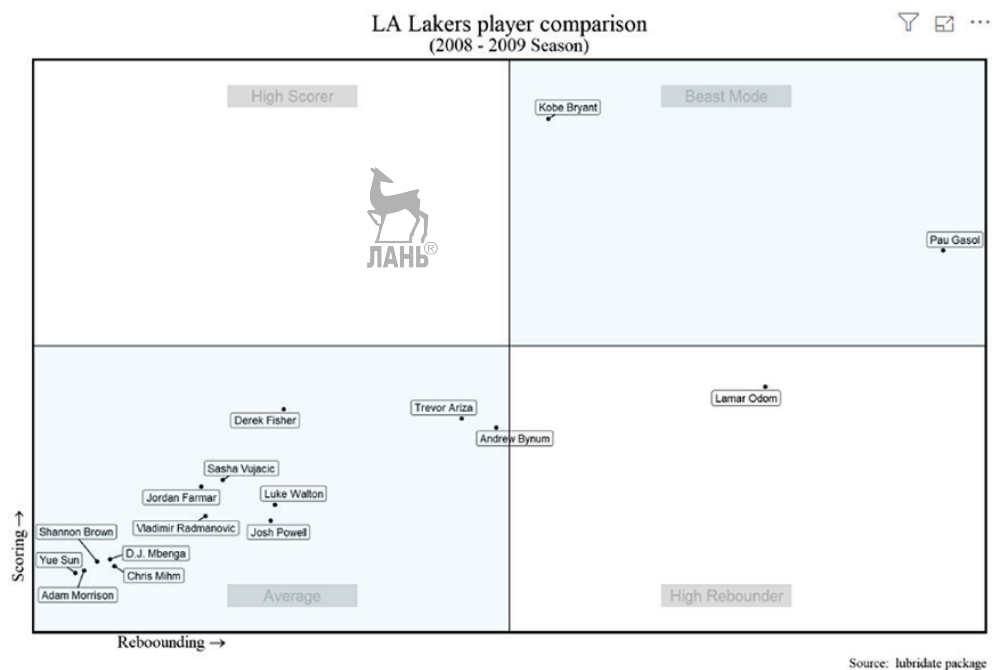 LA Lakers player comparison
(2008 - 2009 Season)
High Scorer
Beast Mode
Kobe Bryant
ЛАНЬ®
Pau Gasol
Lamar Odom
Trevor Ariza
Derek Fisher
Andrew Bynum
Sasha Vujacic
Jordan Farmar
Luke Walton
Vladimir Radmanovic
Josh Powell
Shannon Brown
D.J. Mbenga
Yue Sun
Chris Mihm
Adam Morrison
Average
High Rebounder
Scoring →
Reboounding →
Source: lubridate package